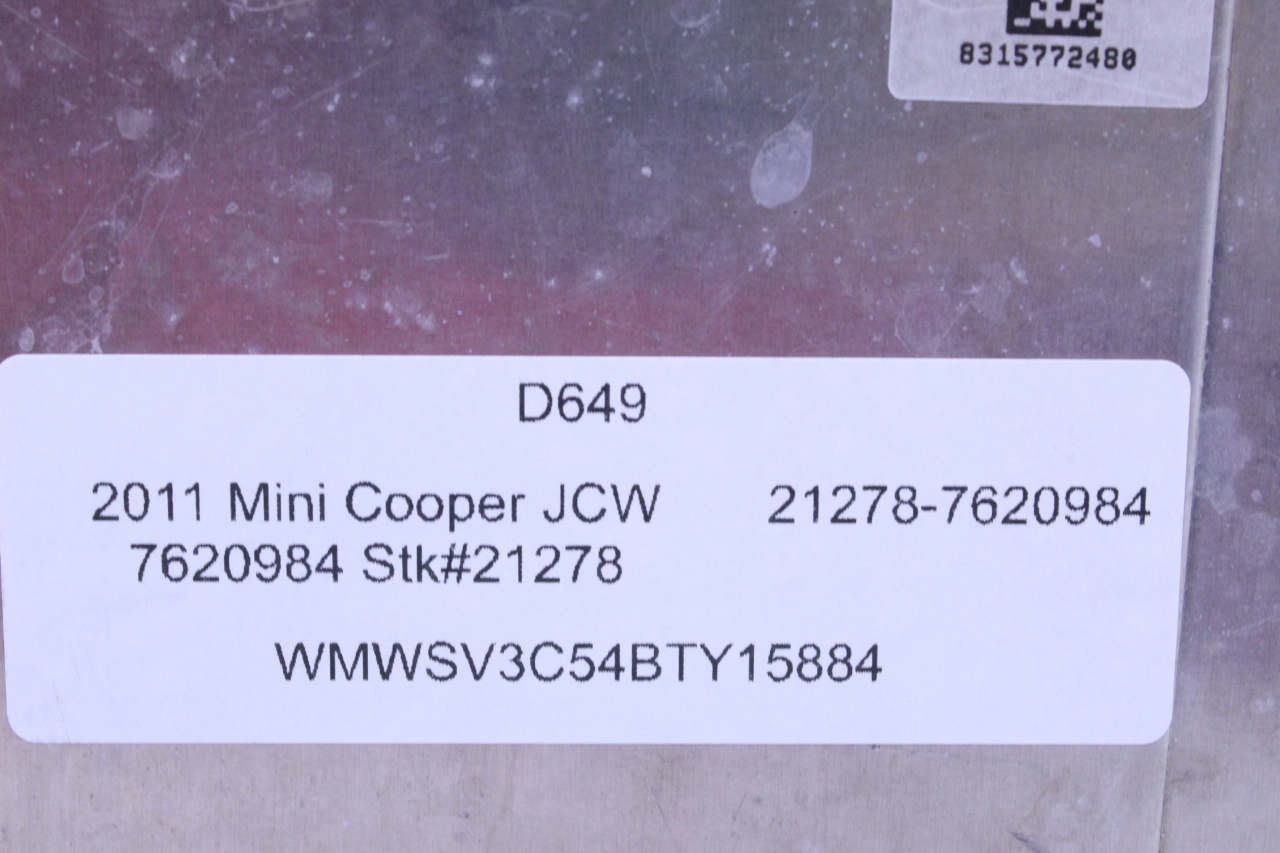 8315772480
D649
2011 Mini Cooper JCW 21278-7620984
7620984 Stk#21278
WMWSV3C54BTY15884